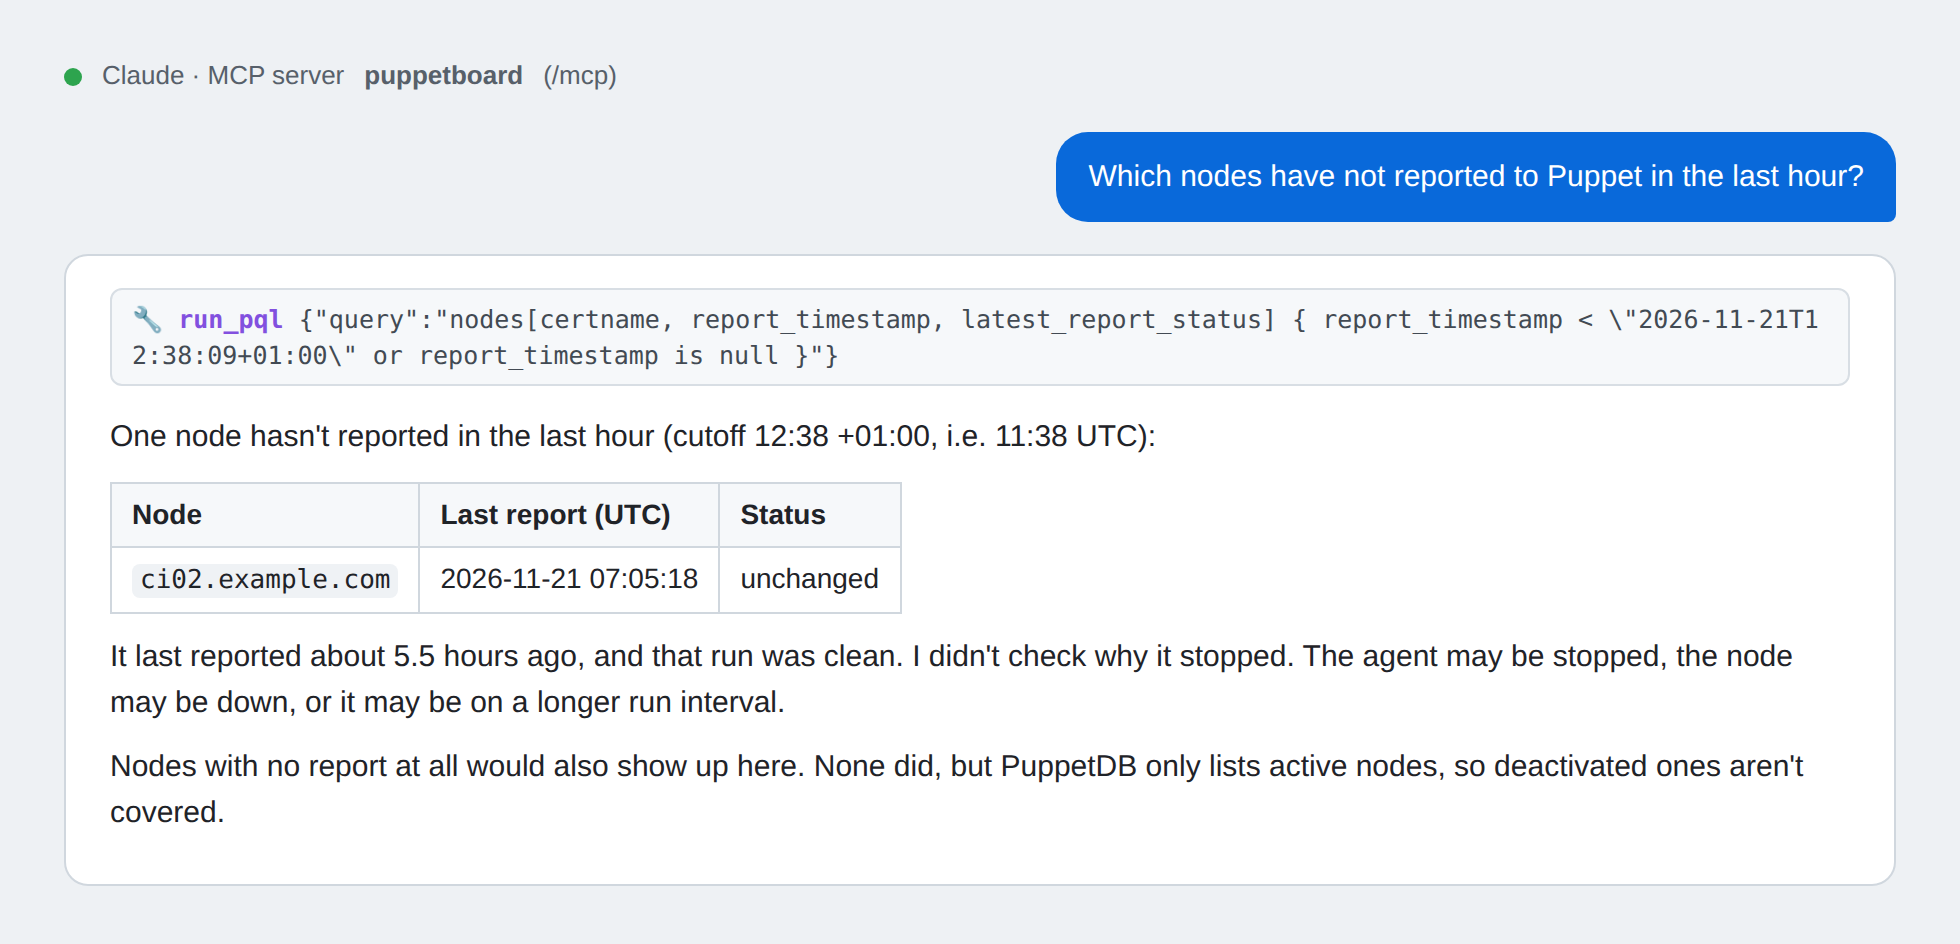 Claude · MCP server puppetboard (/mcp)
Which nodes have not reported to Puppet in the last hour?
🔧 run_pql {"query":"nodes[certname, report_timestamp, latest_report_status] { report_timestamp < \"2026-11-21T1
2:38:09+01:00\" or report_timestamp is null }"}
One node hasn't reported in the last hour (cutoff 12:38 +01:00, i.e. 11:38 UTC):
Node Last report (UTC) Status
ci02.example.com 2026-11-21 07:05:18 unchanged
It last reported about 5.5 hours ago, and that run was clean. I didn't check why it stopped. The agent may be stopped, the node
may be down, or it may be on a longer run interval.
Nodes with no report at all would also show up here. None did, but PuppetDB only lists active nodes, so deactivated ones aren't
covered.